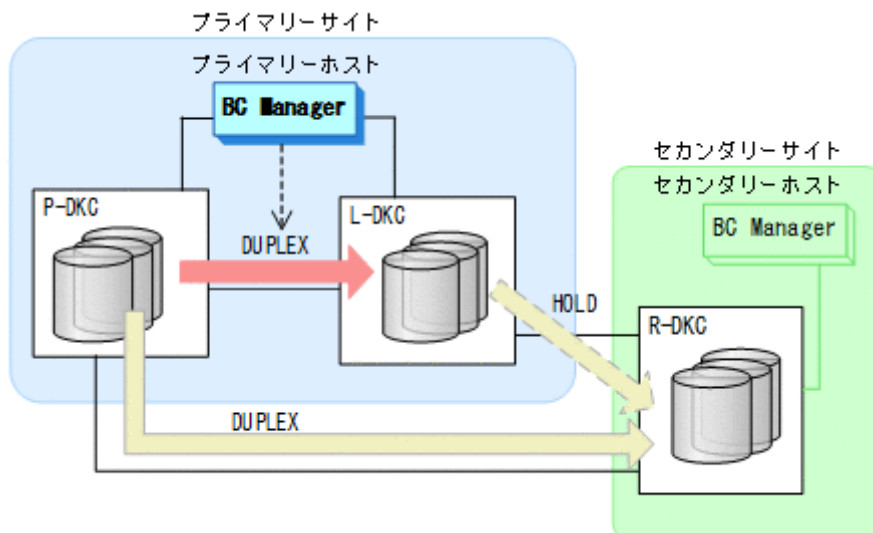 プライマリーサイト
プライマリーホスト
BC Manager
セカンダリーサイト
セカンダリーホスト
BC Manager
P-DKC
L-DKC
DUPLEX
HOLD
R-DKC
DUPLEX